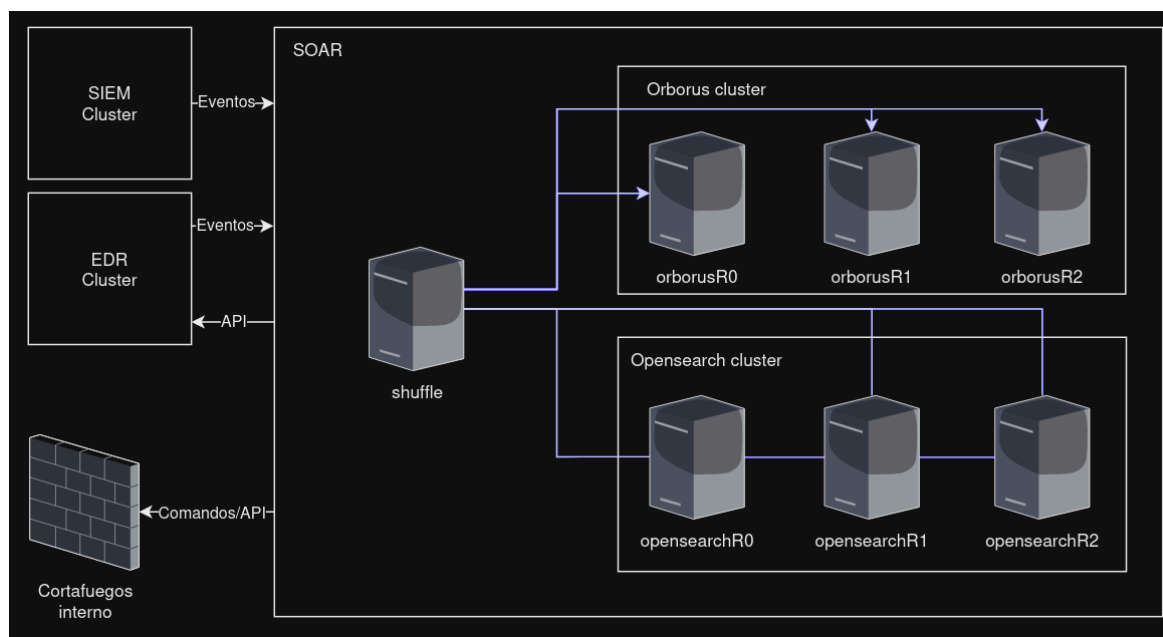 SOAR
SIEM
Cluster
Eventos
EDR
Cluster
Eventos
API
Cortafuegos
interno
Comandos/API
shuffle
Orborus cluster
orborusR0
orborusR1
orborusR2
Opensearch cluster
opensearchR0
opensearchR1
opensearchR2